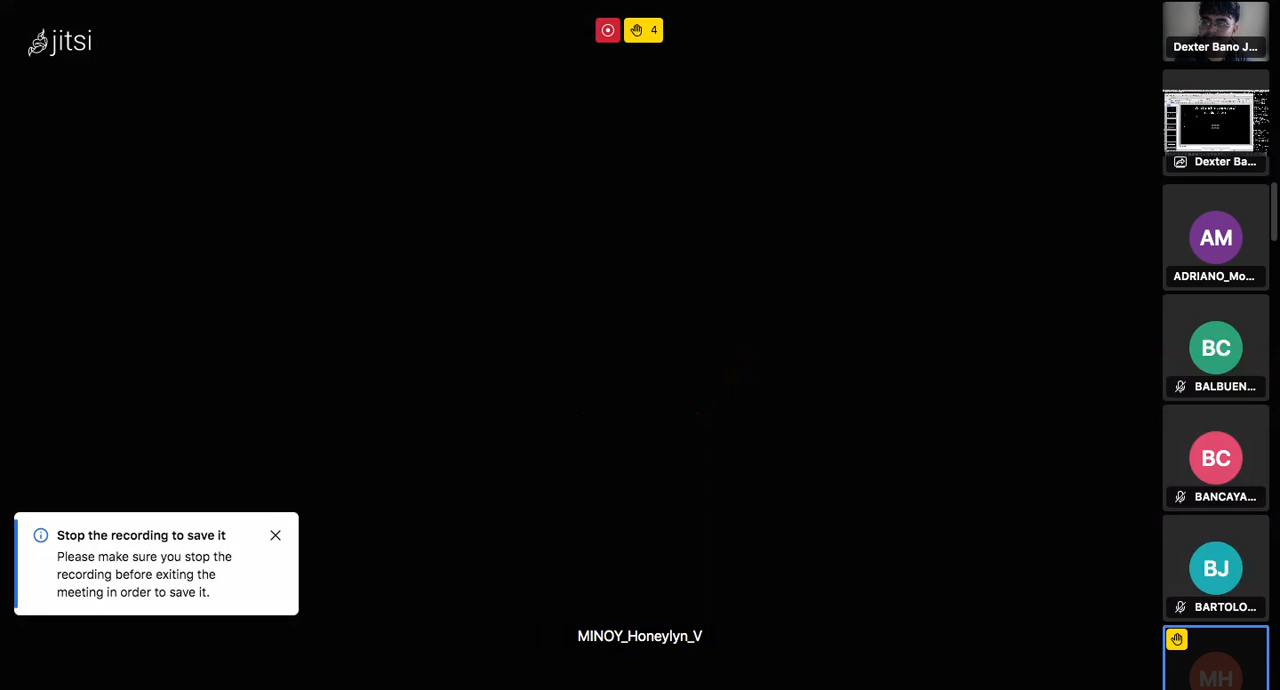 jitsi
4
Dexter Bano J...
Dexter Ba...
AM
ADRIANO_Mo...
BC
BALBUEN...
BC
BANCAYA...
BJ
BARTOLO...
MH
Stop the recording to save it
Please make sure you stop the
recording before exiting the
meeting in order to save it.
MINOY_Honeylyn_V